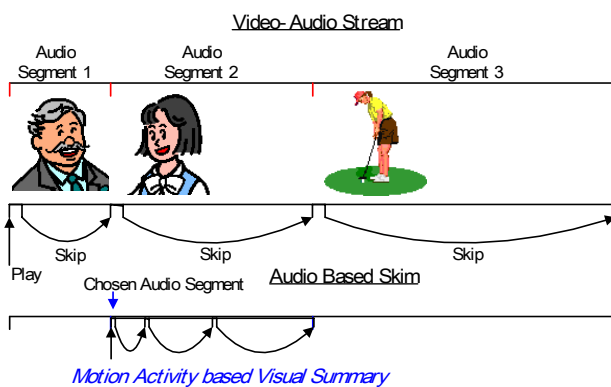 Video- Audio Stream
Audio Segment 1
Audio Segment 2
Audio Segment 3
Skip
Skip
Skip
Play
Audio Based Skim
Chosen Audio Segment
Motion Activity based Visual Summary